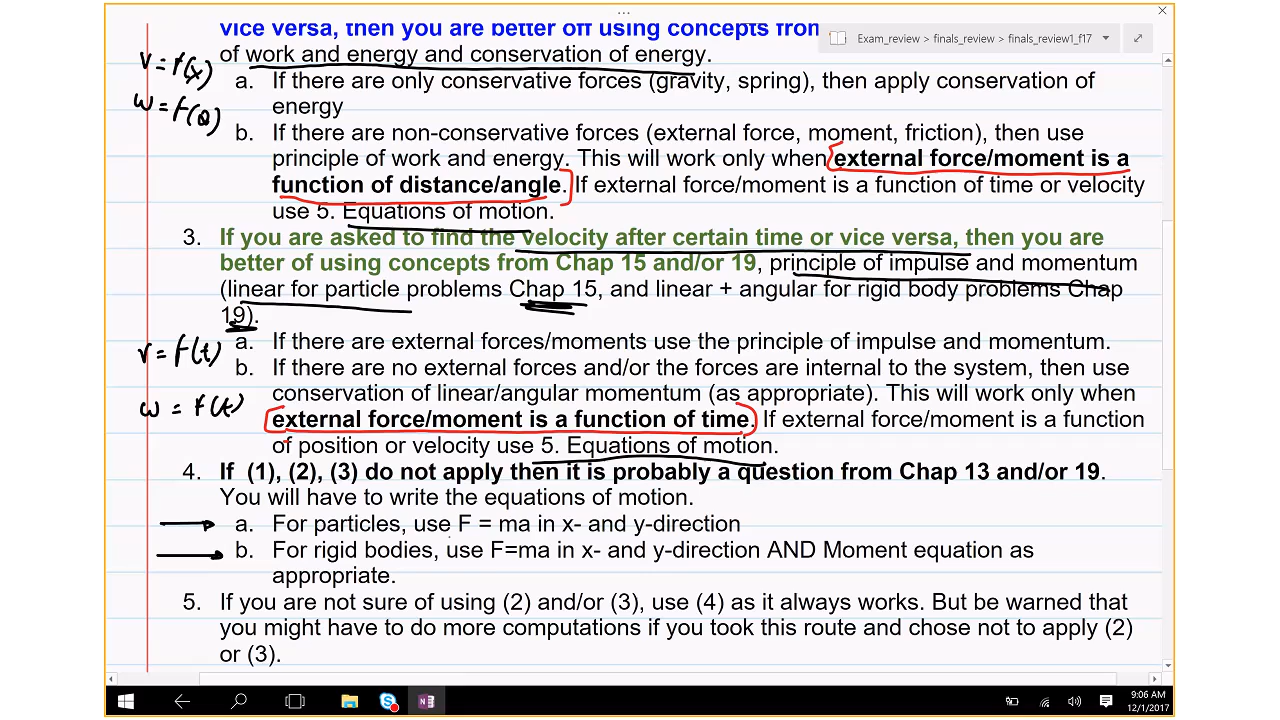 ...
vice versa, then you are better off using concepts from
Exam_review > finals_review > finals_review1_f17
of work and energy and conservation of energy.
v = f(x)
a. If there are only conservative forces (gravity, spring), then apply conservation of
energy
ω = f(θ)
b. If there are non-conservative forces (external force, moment, friction), then use
principle of work and energy. This will work only when external force/moment is a
function of distance/angle. If external force/moment is a function of time or velocity
use 5. Equations of motion.
3. If you are asked to find the velocity after certain time or vice versa, then you are
better of using concepts from Chap 15 and/or 19, principle of impulse and momentum
(linear for particle problems Chap 15, and linear + angular for rigid body problems Chap
19).
v = f(t)
a. If there are external forces/moments use the principle of impulse and momentum.
b. If there are no external forces and/or the forces are internal to the system, then use
conservation of linear/angular momentum (as appropriate). This will work only when
ω = f(t)
external force/moment is a function of time. If external force/moment is a function
of position or velocity use 5. Equations of motion.
4. If (1), (2), (3) do not apply then it is probably a question from Chap 13 and/or 19.
You will have to write the equations of motion.
a. For particles, use F = ma in x- and y-direction
b. For rigid bodies, use F=ma in x- and y-direction AND Moment equation as
appropriate.
5. If you are not sure of using (2) and/or (3), use (4) as it always works. But be warned that
you might have to do more computations if you took this route and chose not to apply (2)
or (3).
9:06 AM
12/1/2017